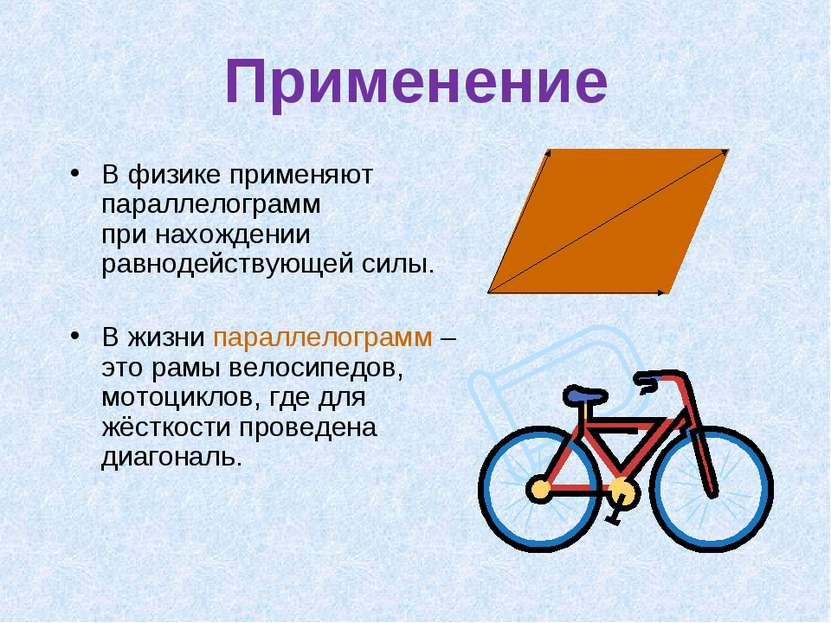 Применение
• В физике применяют
параллелограмм
при нахождении
равнодействующей силы.
• В жизни параллелограмм –
это рамы велосипедов,
мотоциклов, где для
жёсткости проведена
диагональ.